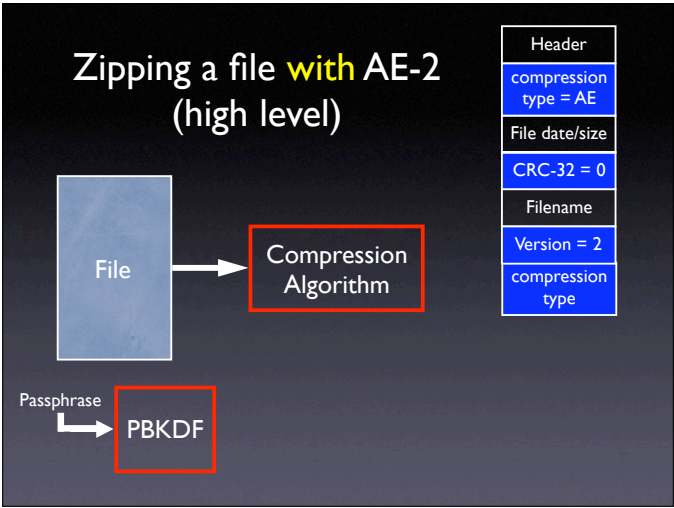 Zipping a file with AE-2
(high level)
Header
compression
type = AE
File date/size
CRC-32 = 0
Filename
Version = 2
compression
type
File
Compression
Algorithm
Passphrase
PBKDF